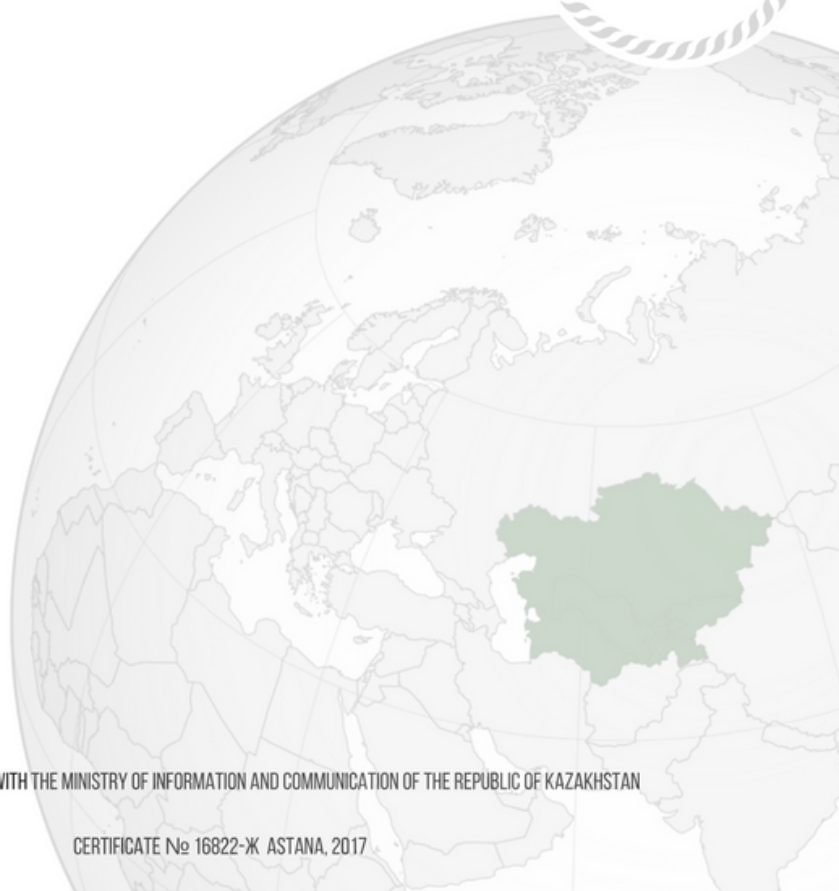 WITH THE MINISTRY OF INFORMATION AND COMMUNICATION OF THE REPUBLIC OF KAZAKHSTAN
CERTIFICATE № 16822-Ж ASTANA, 2017